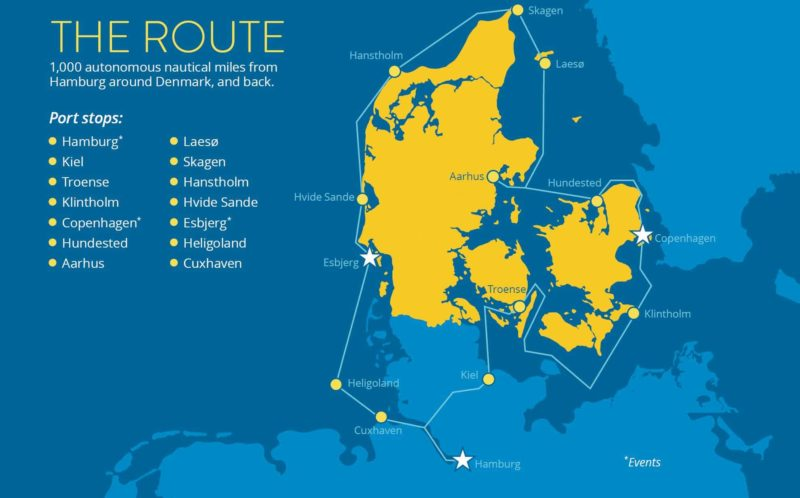 THE ROUTE
1,000 autonomous nautical miles from
Hamburg around Denmark, and back.
Port stops:
Hamburg*
Kiel
Troense
Klintholm
Copenhagen*
Hundested
Aarhus
Laesø
Skagen
Hanstholm
Hvide Sande
Esbjerg*
Heligoland
Cuxhaven
Skagen
Hanstholm
Laesø
Aarhus
Hundested
Hvide Sande
Copenhagen
Esbjerg
Troense
Klintholm
Kiel
Heligoland
Cuxhaven
Hamburg
*Events